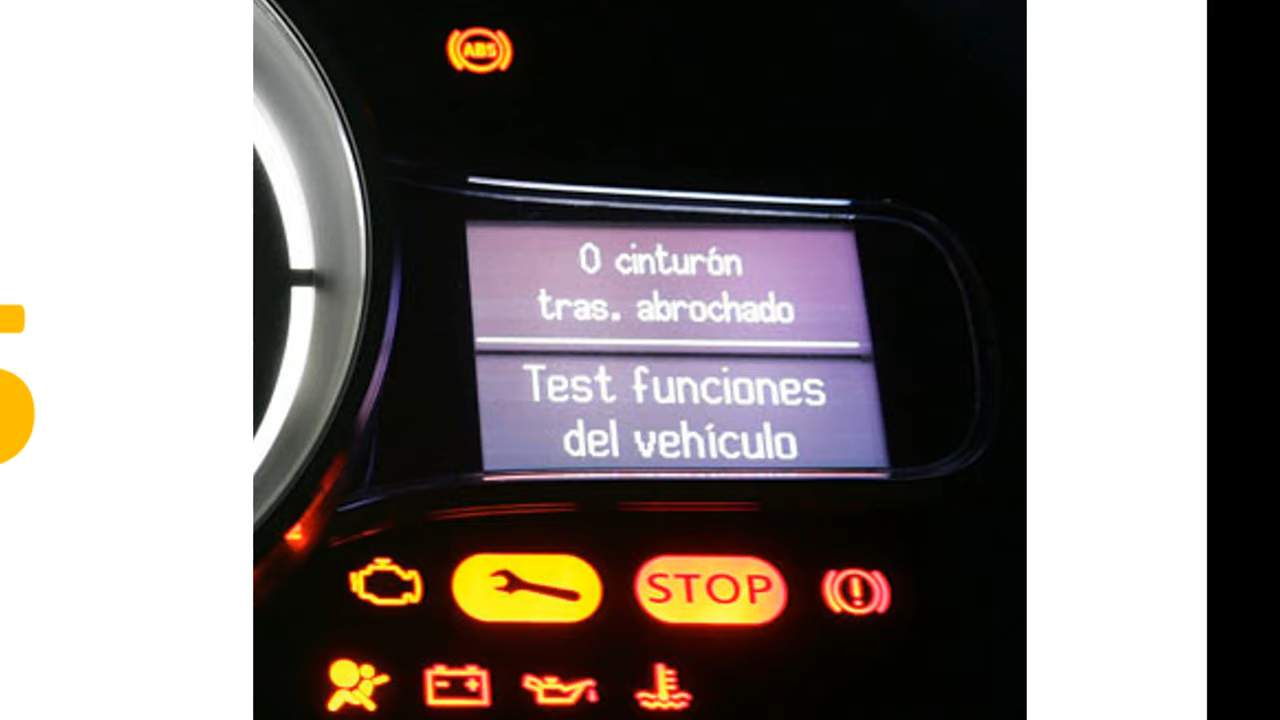 ABS
0 cinturón
tras. abrochado
Test funciones
del vehículo
STOP